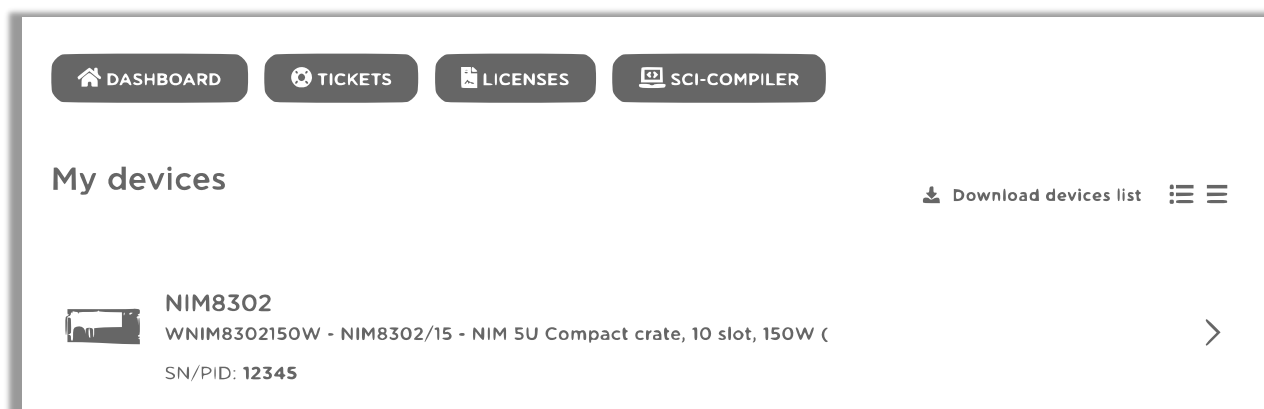 DASHBOARD TICKETS LICENSES SCI-COMPILER
My devices
Download devices list
NIM8302
WNIM8302150W - NIM8302/15 - NIM 5U Compact crate, 10 slot, 150W (
SN/PID: 12345